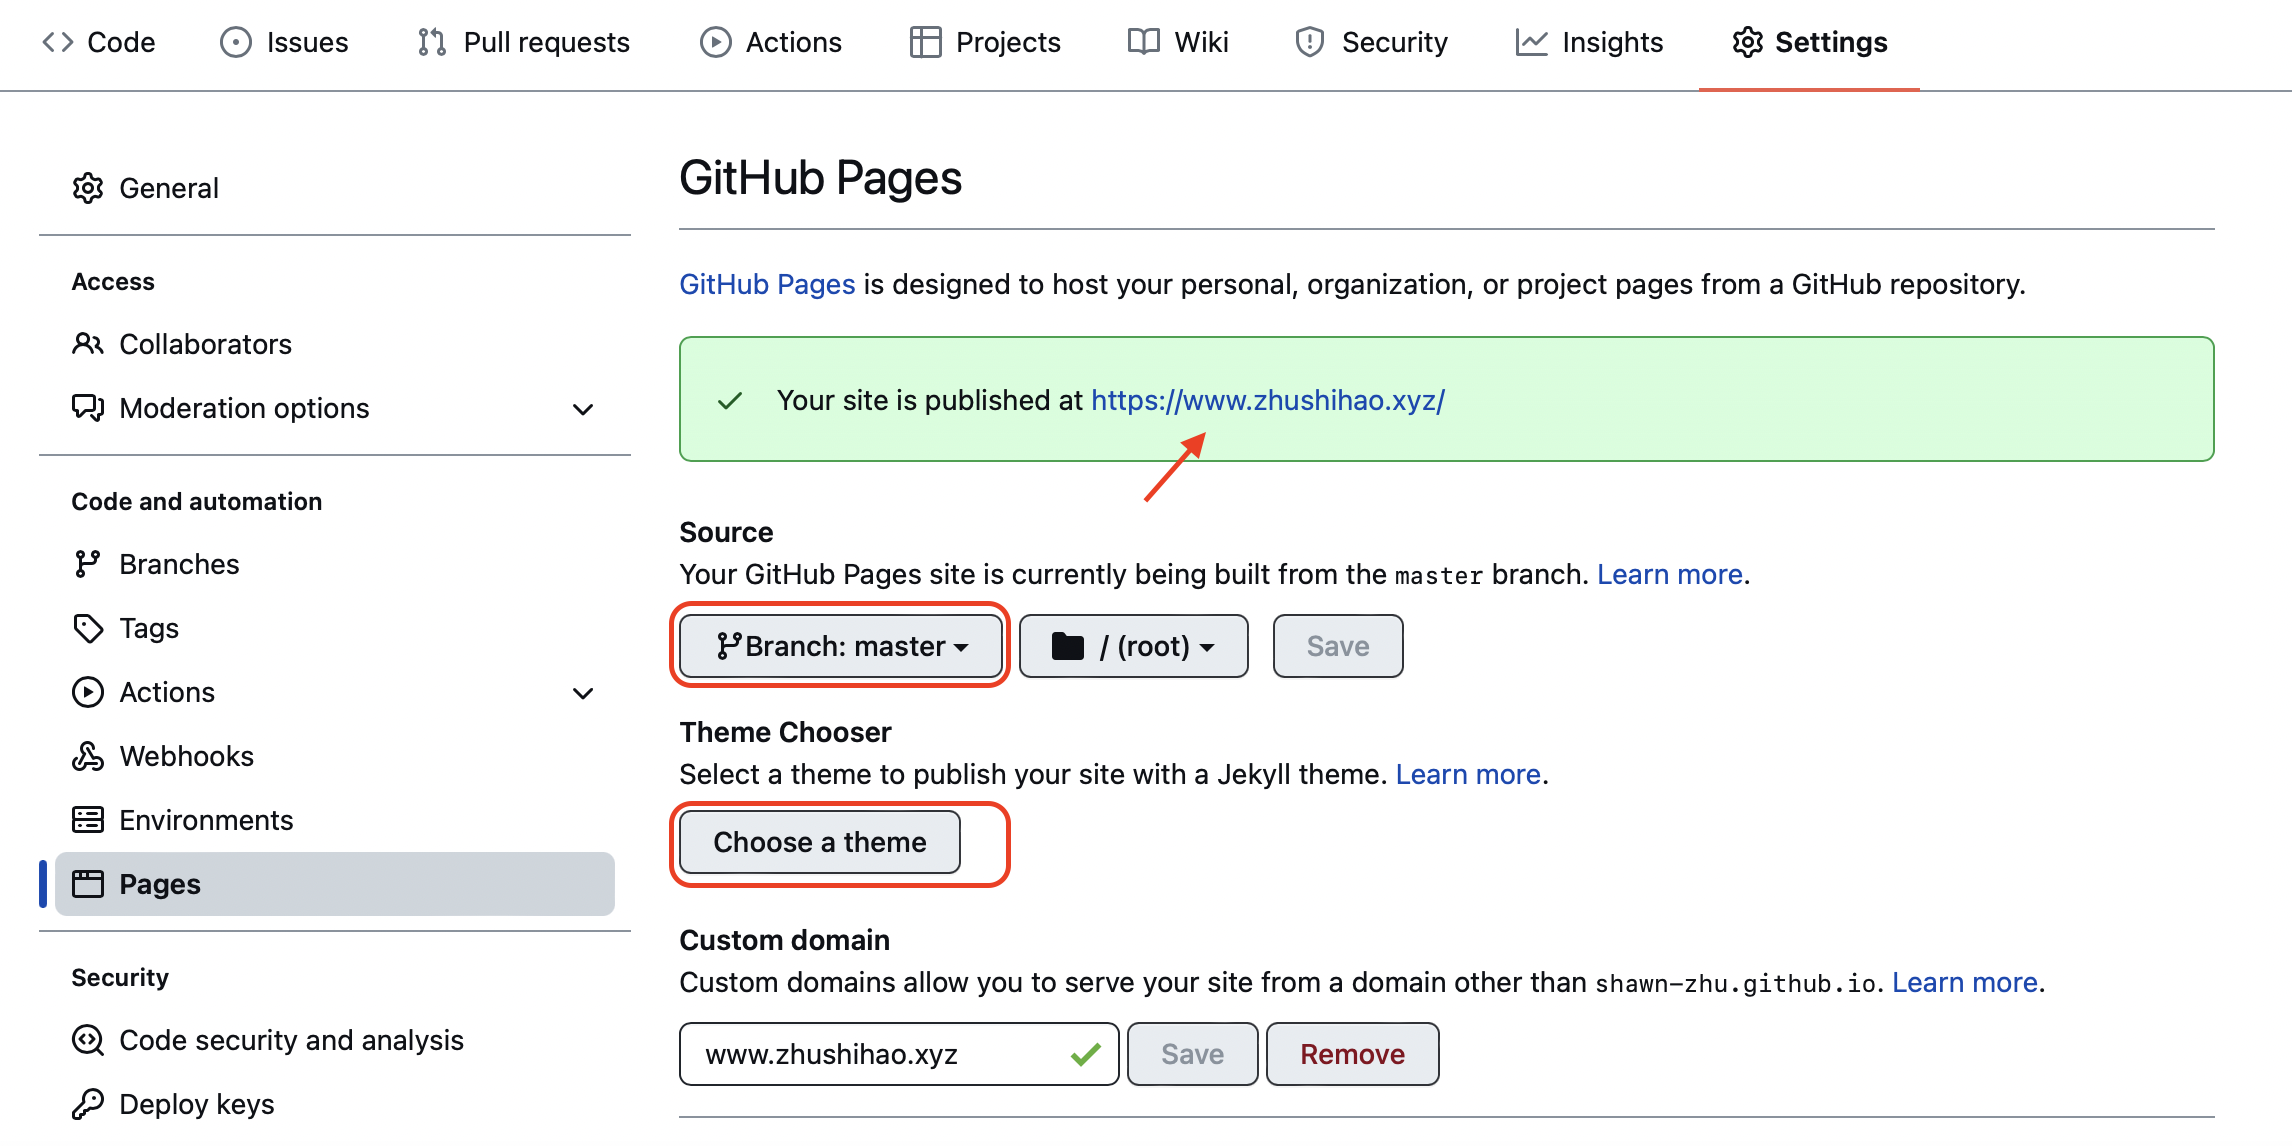 Code Issues Pull requests Actions Projects Wiki Security Insights Settings
General
Access
Collaborators
Moderation options
Code and automation
Branches
Tags
Actions
Webhooks
Environments
Pages
Security
Code security and analysis
Deploy keys
GitHub Pages
GitHub Pages is designed to host your personal, organization, or project pages from a GitHub repository.
Your site is published at https://www.zhushihao.xyz/
Source
Your GitHub Pages site is currently being built from the master branch. Learn more.
Branch: master / (root) Save
Theme Chooser
Select a theme to publish your site with a Jekyll theme. Learn more.
Choose a theme
Custom domain
Custom domains allow you to serve your site from a domain other than shawn-zhu.github.io. Learn more.
www.zhushihao.xyz Save Remove